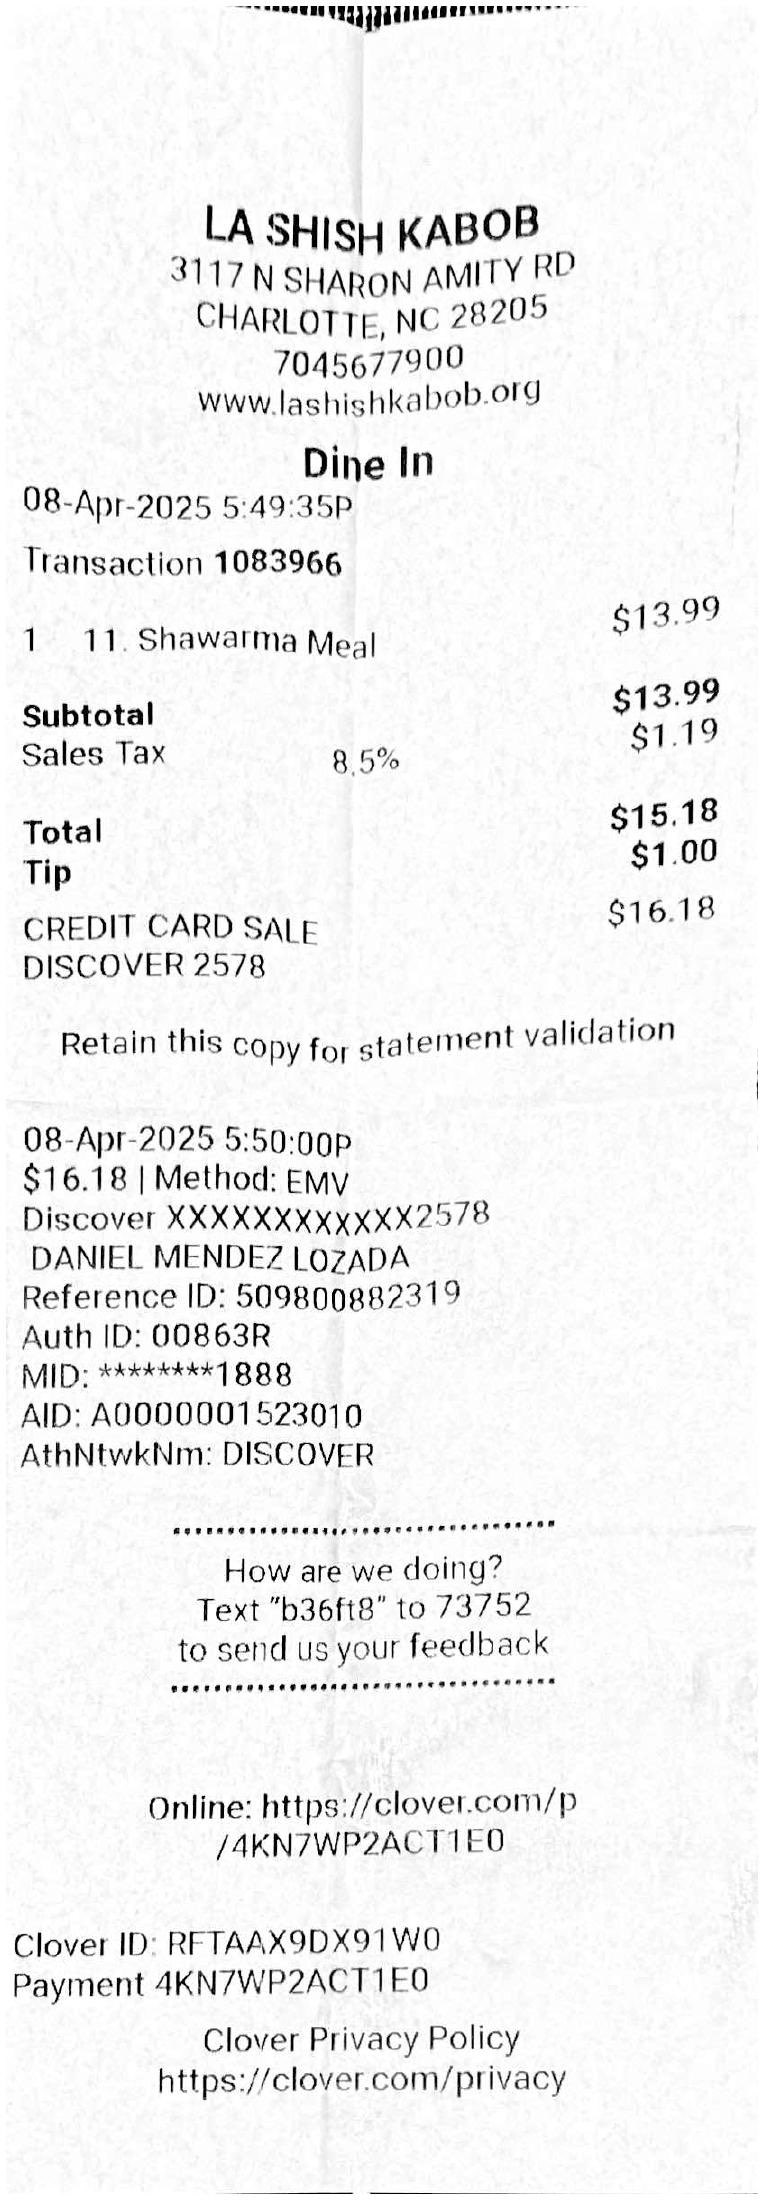 LA SHISH KABOB
3117 N SHARON AMITY RD
CHARLOTTE, NC 28205
7045677900
www.lashishkabob.org
Dine In
08-Apr-2025 5:49:35P
Transaction 1083966
1 11. Shawarma Meal $13.99
Subtotal $13.99
Sales Tax 8.5% $1.19
Total $15.18
Tip $1.00
CREDIT CARD SALE $16.18
DISCOVER 2578
Retain this copy for statement validation
08-Apr-2025 5:50:00P
$16.18 | Method: EMV
Discover XXXXXXXXXXXX2578
DANIEL MENDEZ LOZADA
Reference ID: 509800882319
Auth ID: 00863R
MID: ********1888
AID: A0000001523010
AthNtwkNm: DISCOVER
How are we doing?
Text "b36ft8" to 73752
to send us your feedback
Online: https://clover.com/p
/4KN7WP2ACT1E0
Clover ID: RFTAAX9DX91W0
Payment 4KN7WP2ACT1E0
Clover Privacy Policy
https://clover.com/privacy